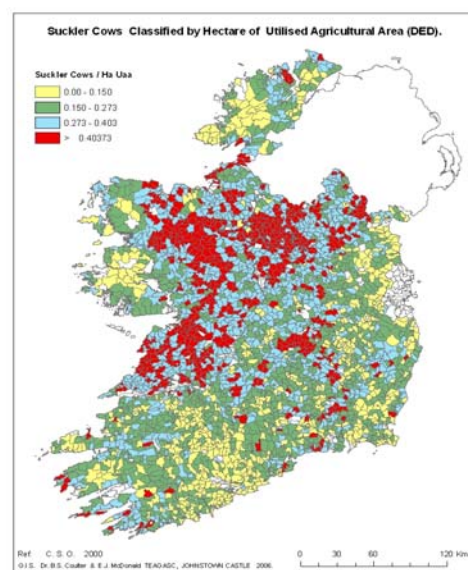 Suckler Cows Classified by Hectare of Utilised Agricultural Area (DED).
Suckler Cows / Ha Uaa
0.00 - 0.150
0.150 - 0.273
0.273 - 0.403
> 0.40373
Ref. C. S. O. 2000
G.I.S. Dr. B.S. Coulter & E.J. McDonald TEAGASC, JOHNSTOWN CASTLE 2006.
0 30 60 90 120 Km